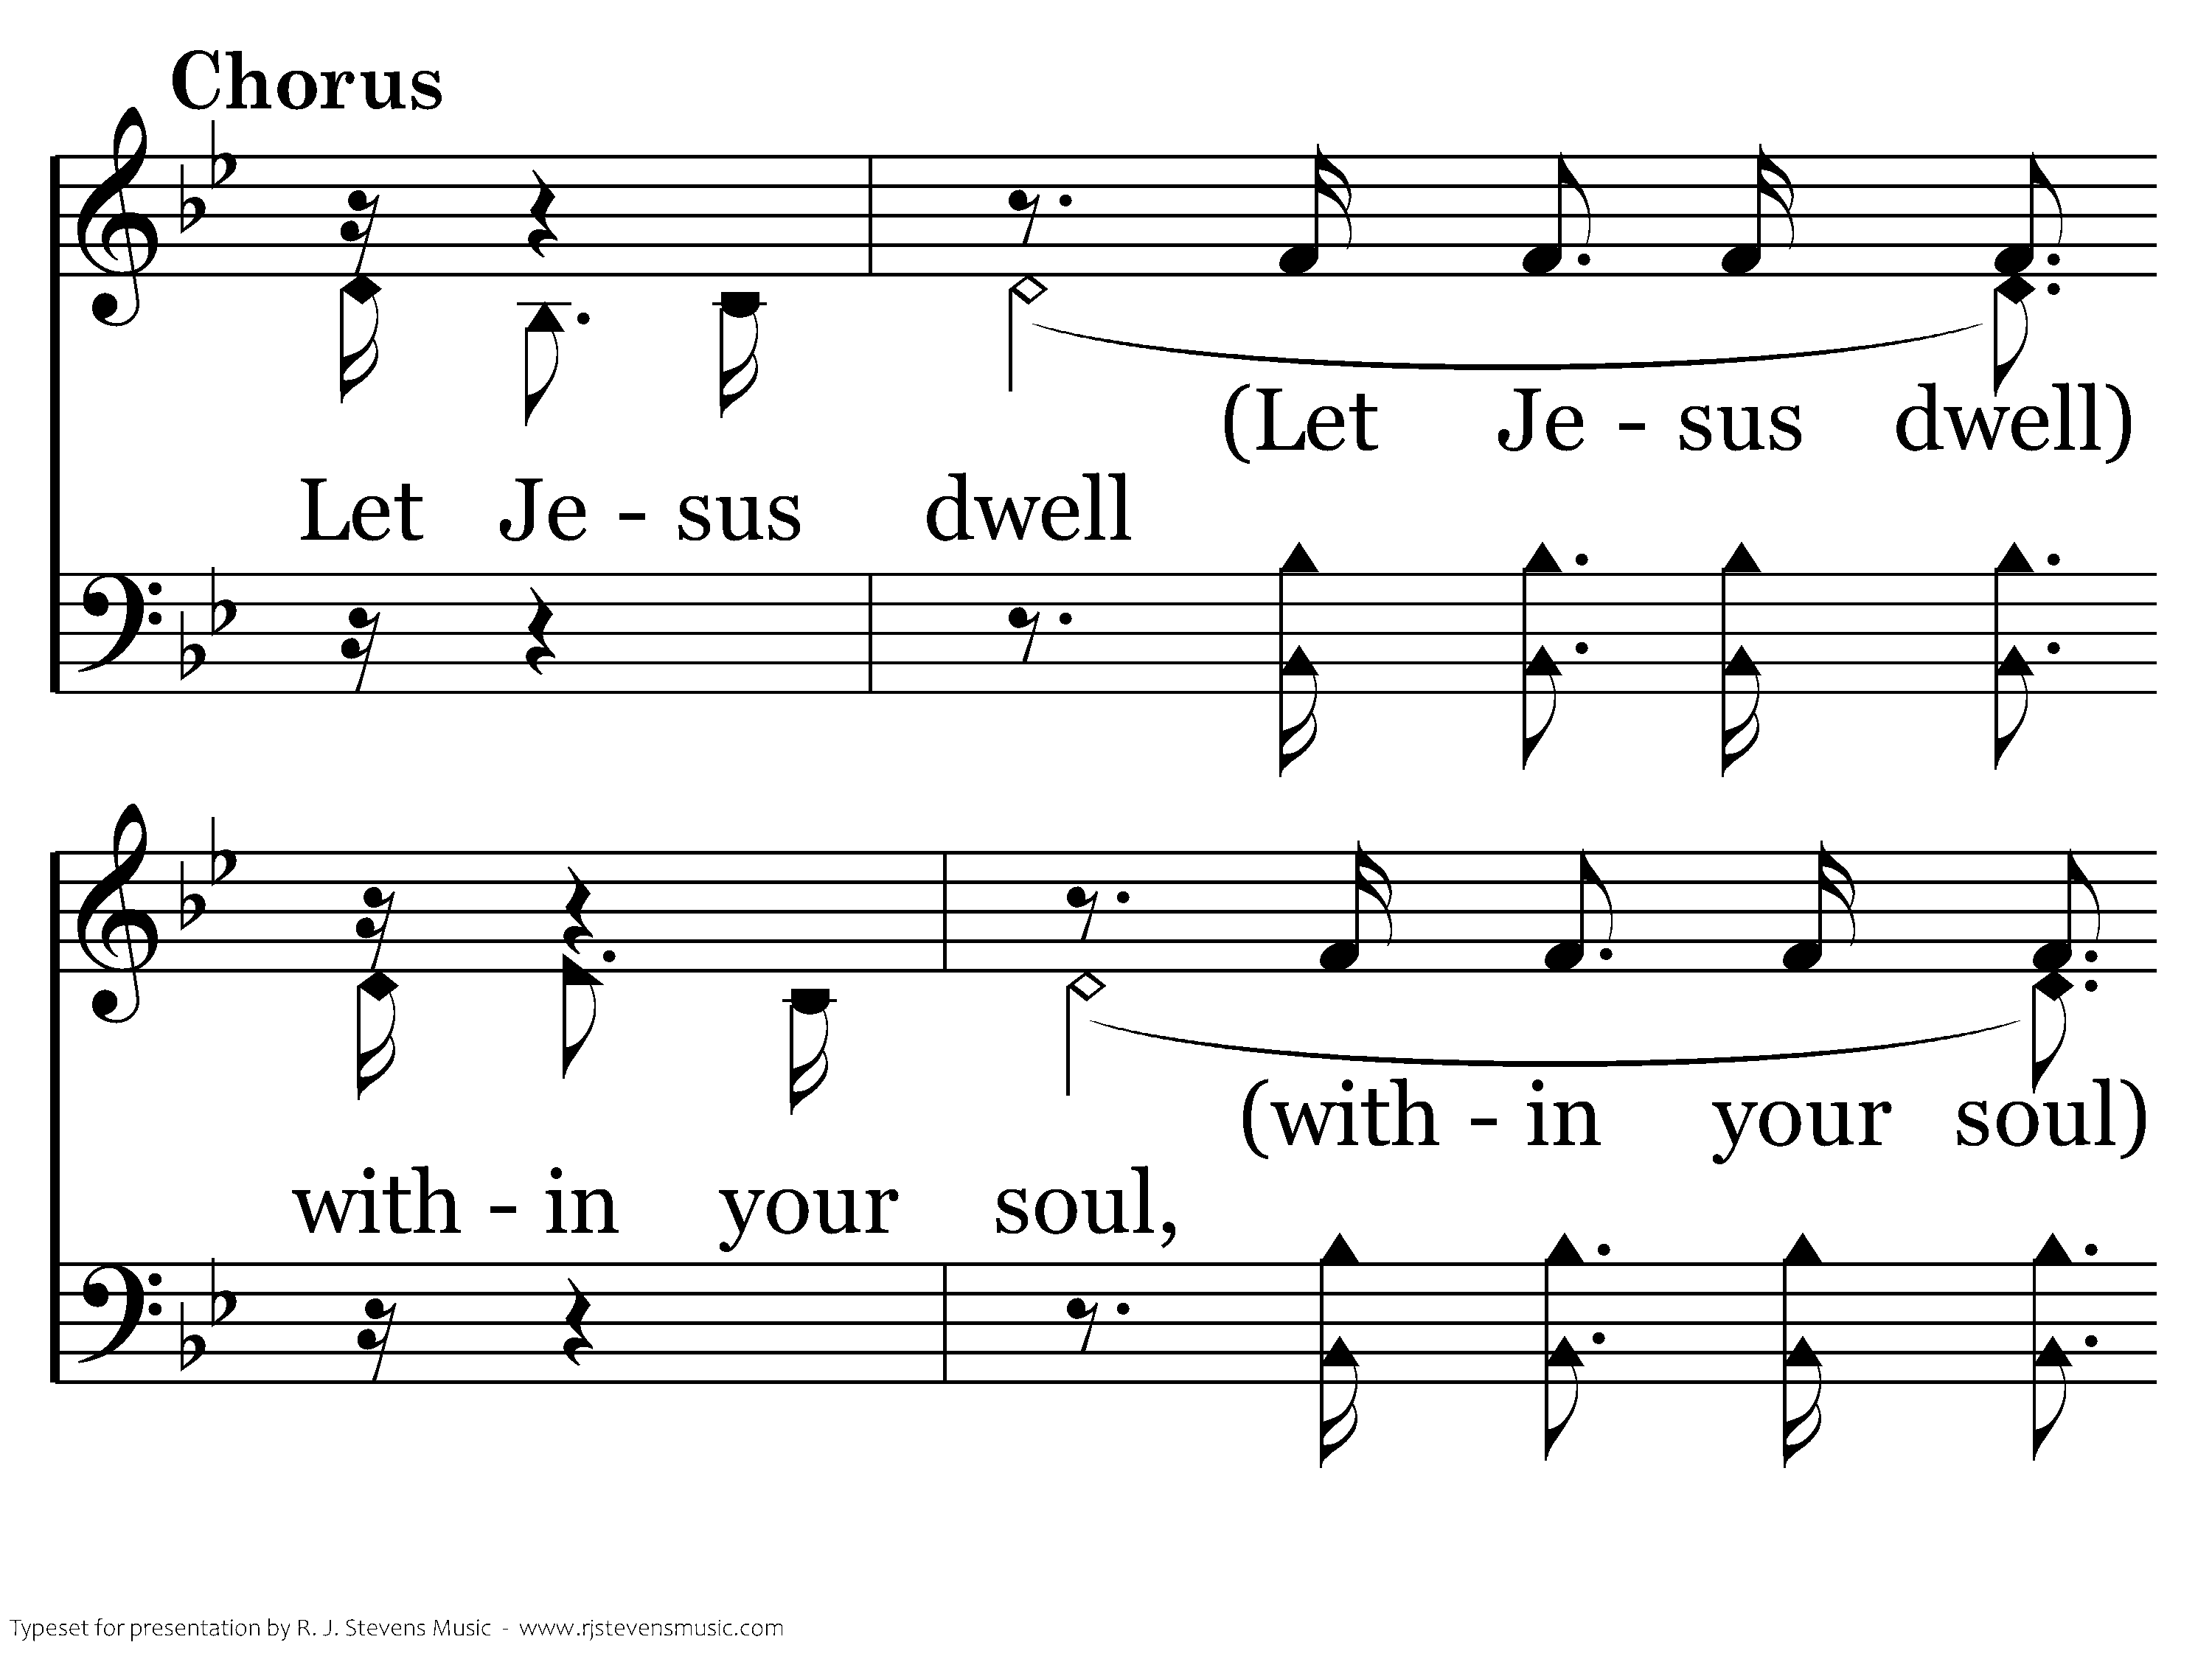 Chorus
(Let Je - sus dwell)
Let Je - sus dwell
(with - in your soul)
with - in your soul,
Typeset for presentation by R. J. Stevens Music - www.rjstevensmusic.com